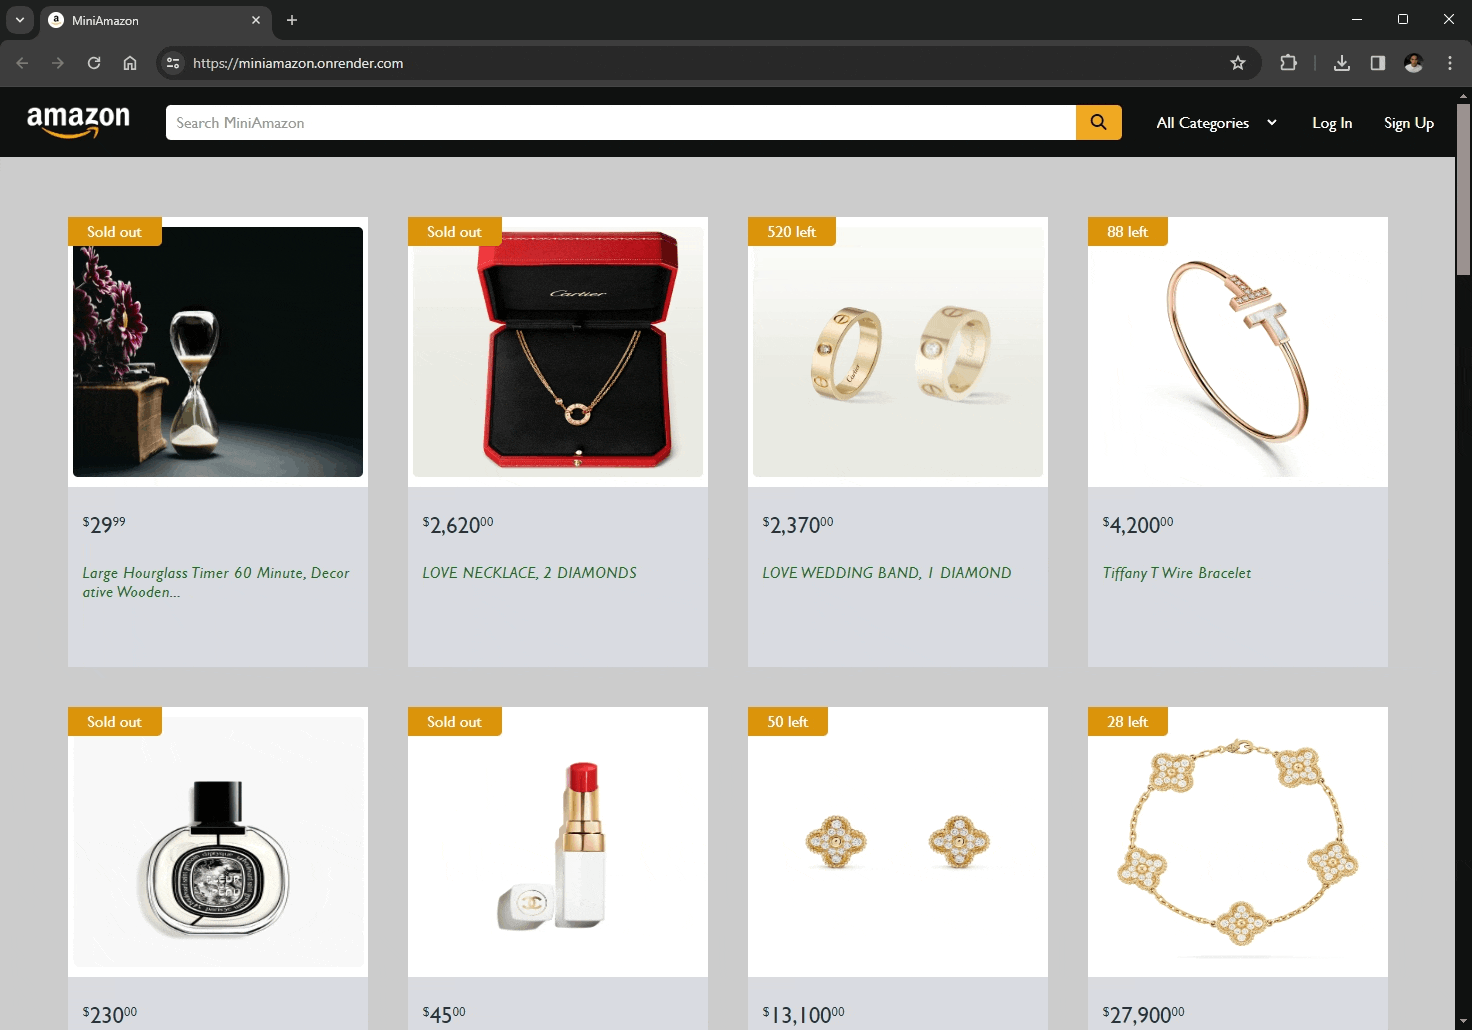 MiniAmazon
https://miniamazon.onrender.com
amazon
Search MiniAmazon
All Categories
Log In
Sign Up
Sold out
Sold out
520 left
88 left
Cartier
Cartier
$29.99
$2,620.00
$2,370.00
$4,200.00
Large Hourglass Timer 60 Minute, Decor
ative Wooden...
LOVE NECKLACE, 2 DIAMONDS
LOVE WEDDING BAND, 1 DIAMOND
Tiffany T Wire Bracelet
Sold out
Sold out
50 left
28 left
$230.00
$45.00
$13,100.00
$27,900.00